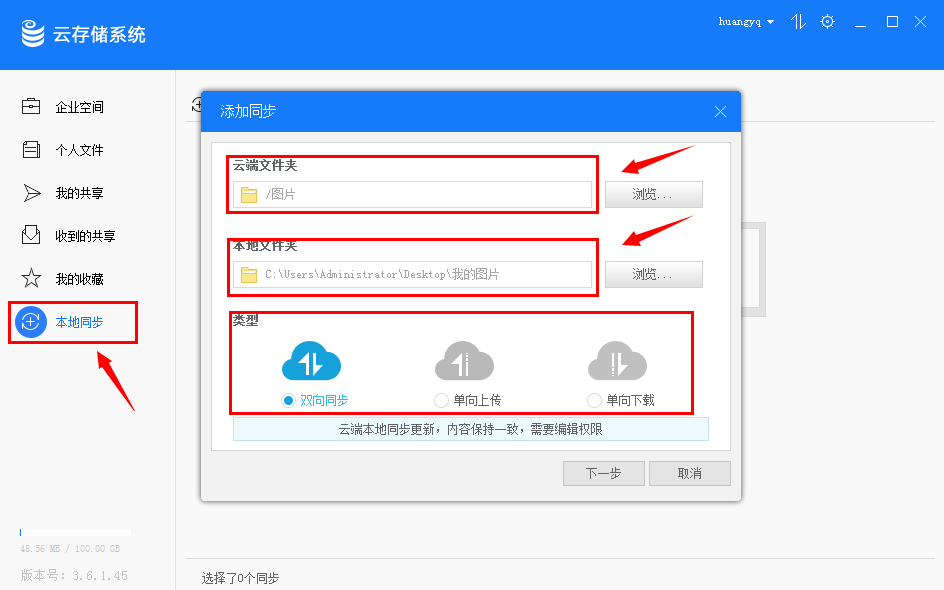 云存储系统
huangyq
企业空间
个人文件
我的共享
收到的共享
我的收藏
本地同步
48.56 MB / 100.00 GB
版本号：3.6.1.45
添加同步
云端文件夹
/图片
浏览...
本地文件夹
C:\Users\Administrator\Desktop\我的图片
浏览...
类型
双向同步
单向上传
单向下载
云端本地同步更新，内容保持一致，需要编辑权限
下一步
取消
选择了0个同步